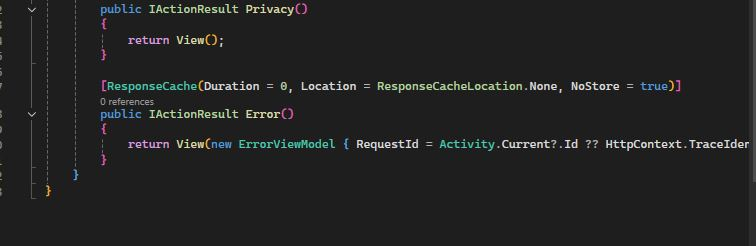 public IActionResult Privacy()
{
return View();
}
[ResponseCache(Duration = 0, Location = ResponseCacheLocation.None, NoStore = true)]
0 references
public IActionResult Error()
{
return View(new ErrorViewModel { RequestId = Activity.Current?.Id ?? HttpContext.TraceIden
}
}
}